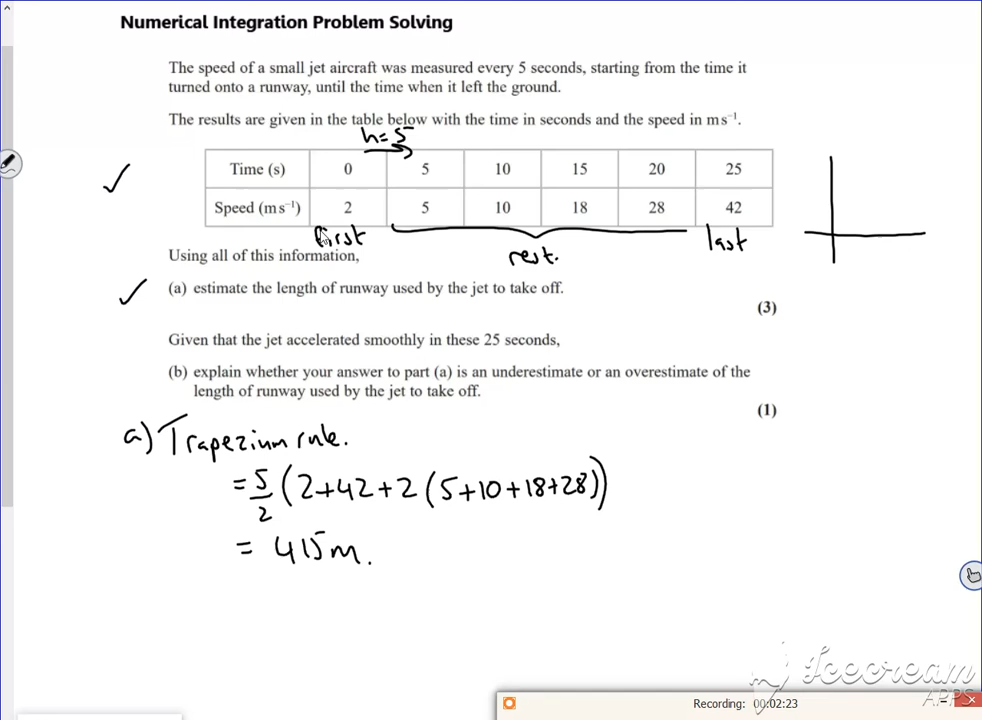 Numerical Integration Problem Solving
The speed of a small jet aircraft was measured every 5 seconds, starting from the time it
turned onto a runway, until the time when it left the ground.
The results are given in the table below with the time in seconds and the speed in m s⁻¹.
h = 5
Time (s) 0 5 10 15 20 25
Speed (m s⁻¹) 2 5 10 18 28 42
first rest. last
Using all of this information,
(a) estimate the length of runway used by the jet to take off.
(3)
Given that the jet accelerated smoothly in these 25 seconds,
(b) explain whether your answer to part (a) is an underestimate or an overestimate of the
length of runway used by the jet to take off.
(1)
a) Trapezium rule.
= 5/2 (2+42+2(5+10+18+28))
= 415m.
Icecream
APPS
Recording: 00:02:23